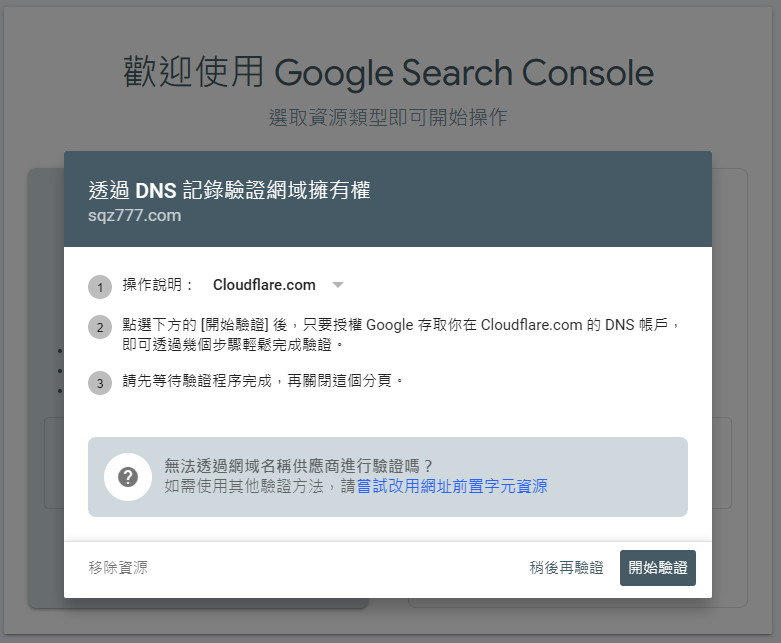 歡迎使用 Google Search Console
選取資源類型即可開始操作
透過 DNS 記錄驗證網域擁有權
sqz777.com
1 操作說明： Cloudflare.com
2 點選下方的 [開始驗證] 後，只要授權 Google 存取你在 Cloudflare.com 的 DNS 帳戶，
即可透過幾個步驟輕鬆完成驗證。
3 請先等待驗證程序完成，再關閉這個分頁。
無法透過網域名稱供應商進行驗證嗎？
如需使用其他驗證方法，請嘗試改用網址前置字元資源
移除資源 稍後再驗證 開始驗證